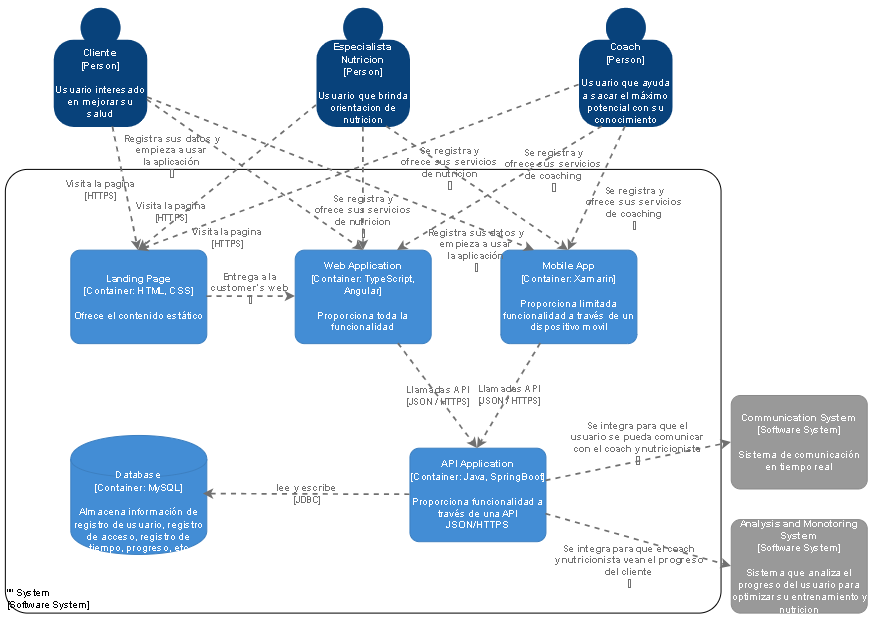 Cliente
[Person]
Usuario interesado
en mejorar su
salud
Especialista
Nutricion
[Person]
Usuario que brinda
orientacion de
nutricion
Coach
[Person]
Usuario que ayuda
a sacar el máximo
potencial con su
conocimiento
Registra sus datos y
empieza a usar
la aplicación
[]
Se registra y
ofrece sus servicios
de nutricion
[]
Se registra y
ofrece sus servicios
de coaching
[]
Visita la pagina
[HTTPS]
Visita la pagina
[HTTPS]
Visita la pagina
[HTTPS]
Se registra y
ofrece sus servicios
de nutricion
[]
Se registra y
ofrece sus servicios
de coaching
[]
Registra sus datos y
empieza a usar
la aplicación
[]
Landing Page
[Container: HTML, CSS]
Ofrece el contenido estático
Entrega a la
customer's web
[]
Web Application
[Container: TypeScript,
Angular]
Proporciona toda la
funcionalidad
Mobile App
[Container: Xamarin]
Proporciona limitada
funcionalidad a través de un
dispositivo movil
Llamadas API
[JSON / HTTPS]
Llamadas API
[JSON / HTTPS]
Se integra para que el
usuario se pueda comunicar
con el coach y nutricioniste
[]
Communication System
[Software System]
Sistema de comunicación
en tiempo real
Database
[Container: MySQL]
Almacena información de
registro de usuario, registro
de acceso, registro de
tiempo, progreso, etc.
lee y escribe
[JDBC]
API Application
[Container: Java, SpringBoot]
Proporciona funcionalidad a
través de una API
JSON/HTTPS
Se integra para que el coach
y nutricionista vean el progreso
del cliente
[]
Analysis and Monotoring
System
[Software System]
Sistema que analiza el
progreso del usuario para
optimizar su entrenamiento y
nutricion
"" System
[Software System]